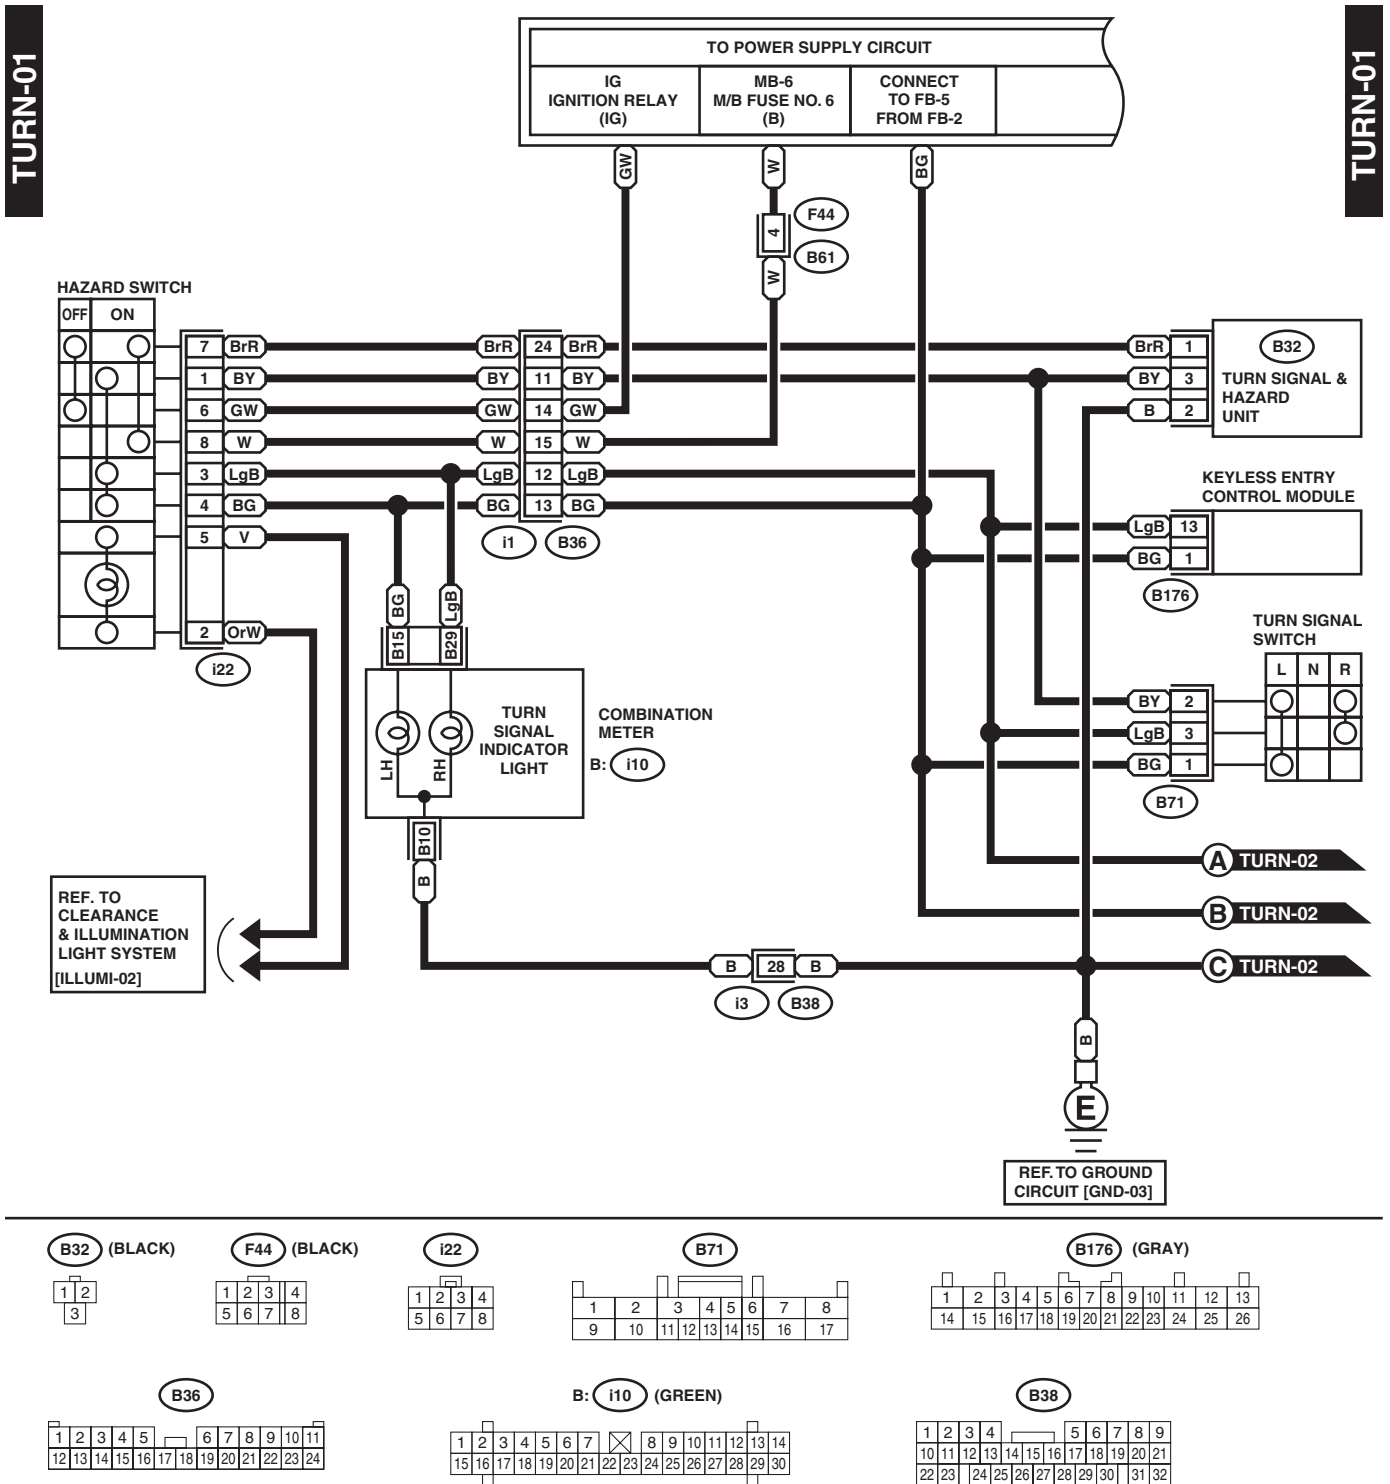 TURN-01
TURN-01
TO POWER SUPPLY CIRCUIT
IG
IGNITION RELAY
(IG)
MB-6
M/B FUSE NO. 6
(B)
CONNECT
TO FB-5
FROM FB-2
GW
W
BG
4
F44
B61
W
HAZARD SWITCH
OFF ON
7 BrR BrR 24 BrR BrR 1
1 BY BY 11 BY BY 3
6 GW GW 14 GW B 2
8 W W 15 W
3 LgB LgB 12 LgB
4 BG BG 13 BG
5 V
2 OrW
i22
i1 B36
B32
TURN SIGNAL &
HAZARD
UNIT
KEYLESS ENTRY
CONTROL MODULE
LgB 13
BG 1
B176
TURN SIGNAL
SWITCH
L N R
BY 2
LgB 3
BG 1
B71
BG LgB
B15 B29
TURN
SIGNAL
INDICATOR
LIGHT
LH RH
COMBINATION
METER
B: i10
B10
B
A TURN-02
B TURN-02
C TURN-02
REF. TO
CLEARANCE
& ILLUMINATION
LIGHT SYSTEM
[ILLUMI-02]
B 28 B
i3 B38
B
E
REF. TO GROUND
CIRCUIT [GND-03]
B32 (BLACK)
1 2
3
F44 (BLACK)
1 2 3 4
5 6 7 8
i22
1 2 3 4
5 6 7 8
B71
1 2 3 4 5 6 7 8
9 10 11 12 13 14 15 16 17
B176 (GRAY)
1 2 3 4 5 6 7 8 9 10 11 12 13
14 15 16 17 18 19 20 21 22 23 24 25 26
B36
1 2 3 4 5 6 7 8 9 10 11
12 13 14 15 16 17 18 19 20 21 22 23 24
B: i10 (GREEN)
1 2 3 4 5 6 7 8 9 10 11 12 13 14
15 16 17 18 19 20 21 22 23 24 25 26 27 28 29 30
B38
1 2 3 4 5 6 7 8 9
10 11 12 13 14 15 16 17 18 19 20 21
22 23 24 25 26 27 28 29 30 31 32